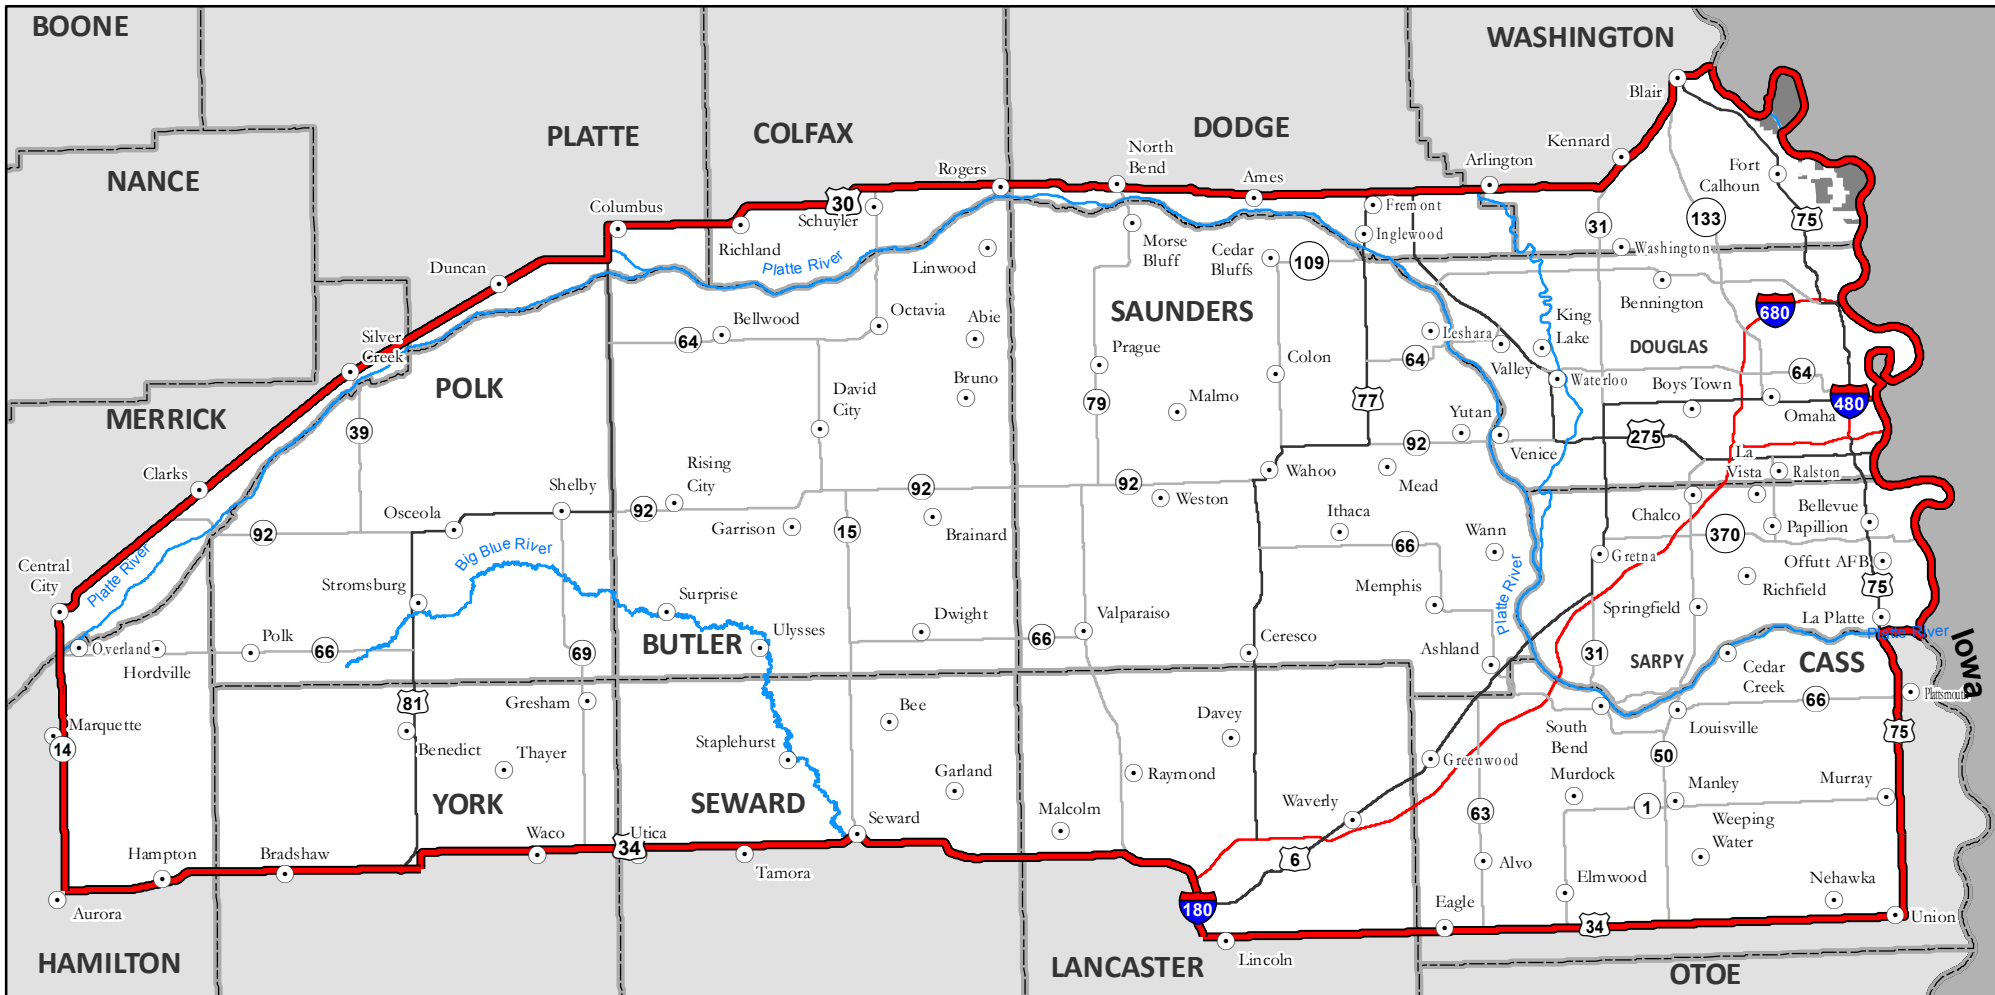 BOONE
WASHINGTON
Blair
PLATTE
COLFAX
DODGE
Kennard
North
Bend
Arlington
Fort
Calhoun
NANCE
Rogers
Ames
Columbus
30
Schuyler
Fremont
133
75
31
Richland
Morse
Bluff
Inglewood
Washington
Linwood
Cedar
Bluffs
109
Duncan
Platte River
Bennington
Silver
Creek
Bellwood
Octavia
Abie
SAUNDERS
King
Lake
680
64
Leshara
DOUGLAS
Prague
Colon
64
Valley
POLK
David
City
Bruno
Waterloo
Boys Town
64
MERRICK
79
Malmo
77
480
Omaha
39
Yutan
92
275
Venice
La
Vista
Ralston
Clarks
Rising
City
Wahoo
Mead
Shelby
92
92
Weston
Osceola
92
Garrison
15
Brainard
Ithaca
Wann
Chalco
Bellevue
Papillion
92
66
370
Central
City
Platte River
Big Blue River
Gretna
Offutt AFB
Stromsburg
Surprise
Memphis
Platte River
Richfield
75
Dwight
Valparaiso
Springfield
La Platte
Ulysses
Overland
Polk
66
BUTLER
66
Ceresco
Platte River
Iowa
Hordville
69
Ashland
31
SARPY
Cedar
Creek
CASS
81
Gresham
Bee
Davey
66
Plattsmouth
Marquette
14
Benedict
Thayer
Staplehurst
South
Bend
Louisville
75
Garland
Raymond
Greenwood
50
Murdock
Manley
Murray
YORK
SEWARD
Malcolm
Waverly
63
1
Weeping
Water
Waco
Utica
34
Seward
Hampton
Bradshaw
Tamora
6
Alvo
Elmwood
Nehawka
Aurora
180
Eagle
34
Union
HAMILTON
LANCASTER
Lincoln
OTOE